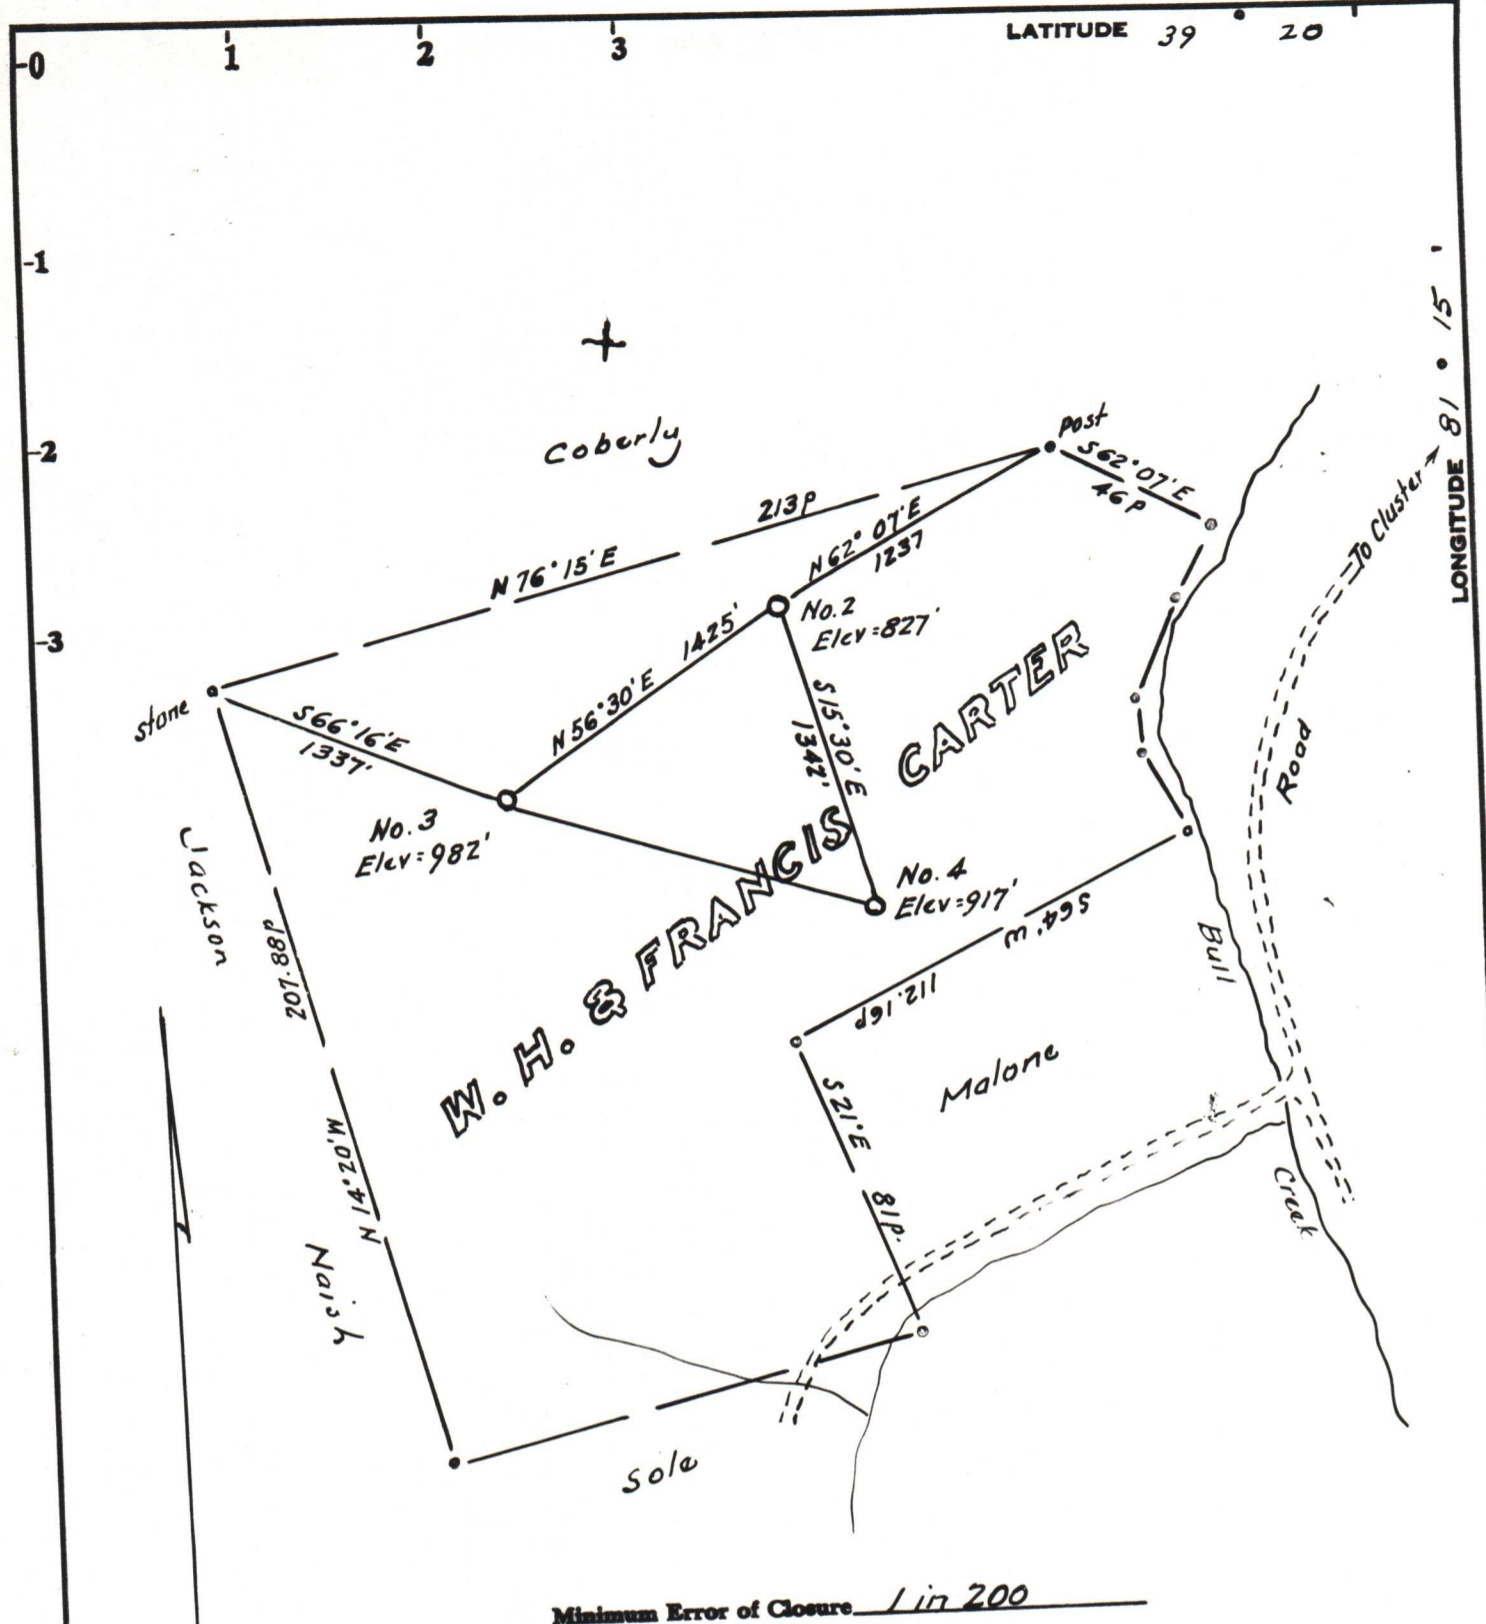 LATITUDE 39 • 20
1 2 3
-0
-1
-2
-3
LONGITUDE 81 • 15 '
+
Coberly
Post
S62°07'E
46P
213P
N76°15'E
N62°07'E
1237
No.2
Elev=827'
1425'
N56°30'E
To Cluster
Stone
S66°16'E
1337'
S15°30'E
1342'
No.3
Elev=982'
No.4
Elev=917'
W. H. & FRANCIS CARTER
Road
Jackson
207.88P
N14°20'W
Naish
S64°W
112.16P
Bull
Creek
Malone
S21°E
81P.
Sole
Minimum Error of Closure 1 in 200